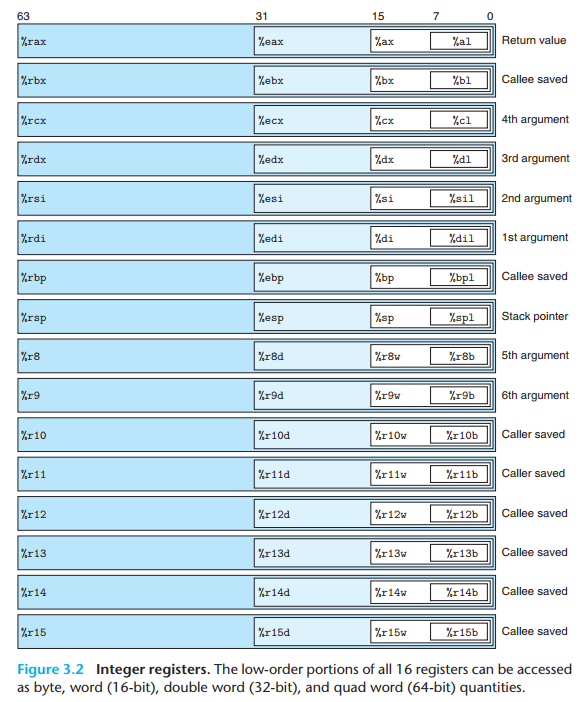 63 31 15 7 0
%rax %eax %ax %al Return value
%rbx %ebx %bx %bl Callee saved
%rcx %ecx %cx %cl 4th argument
%rdx %edx %dx %dl 3rd argument
%rsi %esi %si %sil 2nd argument
%rdi %edi %di %dil 1st argument
%rbp %ebp %bp %bpl Callee saved
%rsp %esp %sp %spl Stack pointer
%r8 %r8d %r8w %r8b 5th argument
%r9 %r9d %r9w %r9b 6th argument
%r10 %r10d %r10w %r10b Caller saved
%r11 %r11d %r11w %r11b Caller saved
%r12 %r12d %r12w %r12b Callee saved
%r13 %r13d %r13w %r13b Callee saved
%r14 %r14d %r14w %r14b Callee saved
%r15 %r15d %r15w %r15b Callee saved
Figure 3.2 Integer registers. The low-order portions of all 16 registers can be accessed
as byte, word (16-bit), double word (32-bit), and quad word (64-bit) quantities.